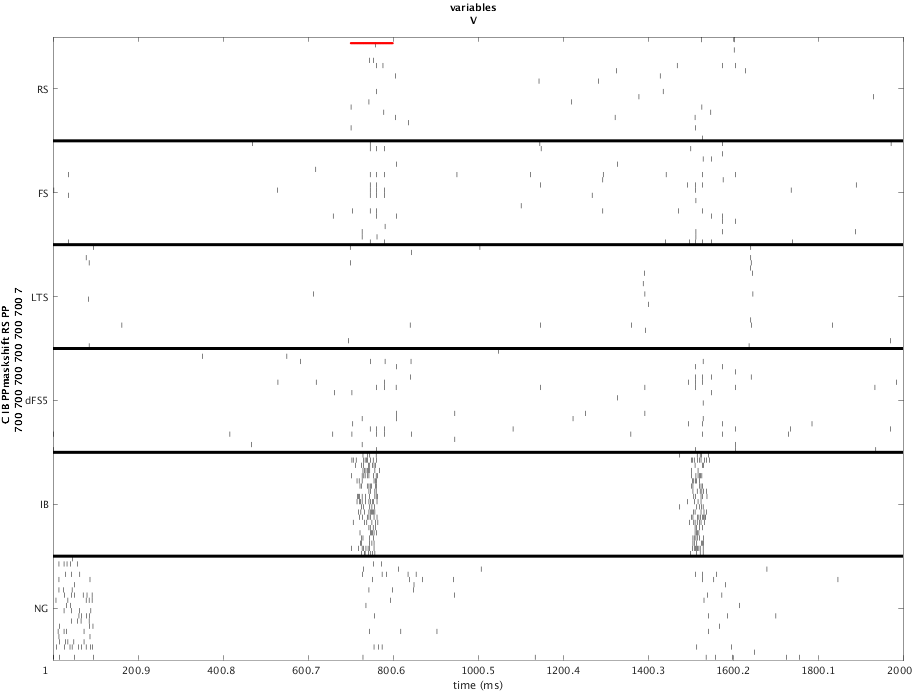 variables
V
C IB PPmaskshift RS PP
700 700 700 700 700 700 7
RS
FS
LTS
dFS5
IB
NG
1 200.9 400.8 600.7 800.6 1000.5 1200.4 1400.3 1600.2 1800.1 2000
time (ms)